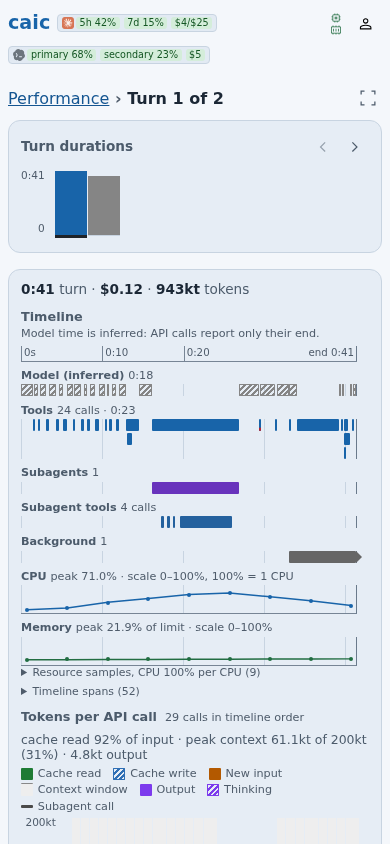 caic 5h 42% 7d 15% $4/$25
primary 68% secondary 23% $5
Performance › Turn 1 of 2
Turn durations
0:41
0
0:41 turn · $0.12 · 943kt tokens
Timeline
Model time is inferred: API calls report only their end.
0s 0:10 0:20 end 0:41
Model (inferred) 0:18
Tools 24 calls · 0:23
Subagents 1
Subagent tools 4 calls
Background 1
CPU peak 71.0% · scale 0–100%, 100% = 1 CPU
Memory peak 21.9% of limit · scale 0–100%
Resource samples, CPU 100% per CPU (9)
Timeline spans (52)
Tokens per API call 29 calls in timeline order
cache read 92% of input · peak context 61.1kt of 200kt
(31%) · 4.8kt output
Cache read Cache write New input
Context window Output Thinking
Subagent call
200kt